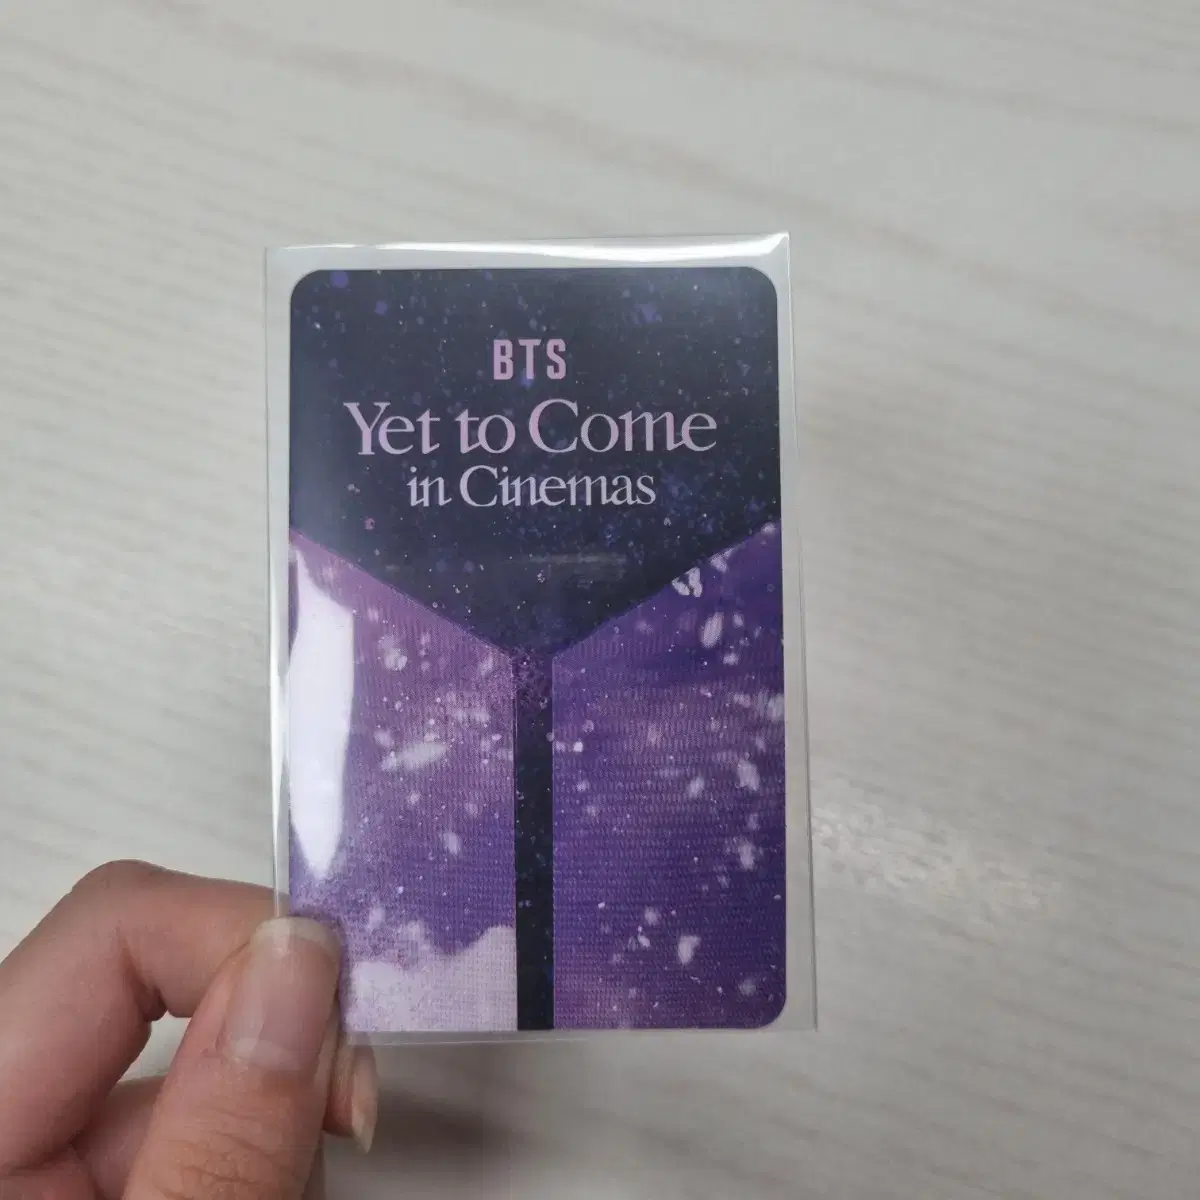 BTS
Yet to Come
in Cinemas